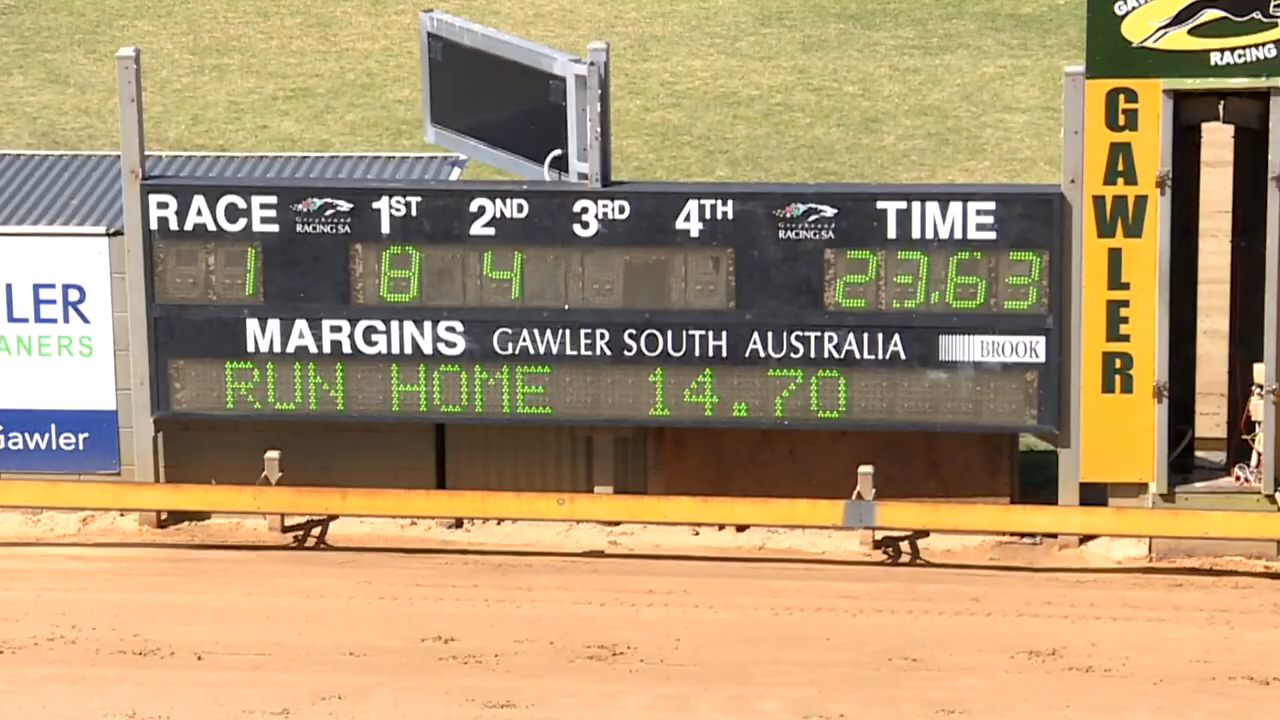 GAW
RACING
GAWLER
RACE
Greyhound
RACING SA
1ST 2ND 3RD 4TH
Greyhound
RACING SA
TIME
1 8 4 23.63
MARGINS GAWLER SOUTH AUSTRALIA BROOK
RUN HOME 14.70
LER
ANERS
Gawler